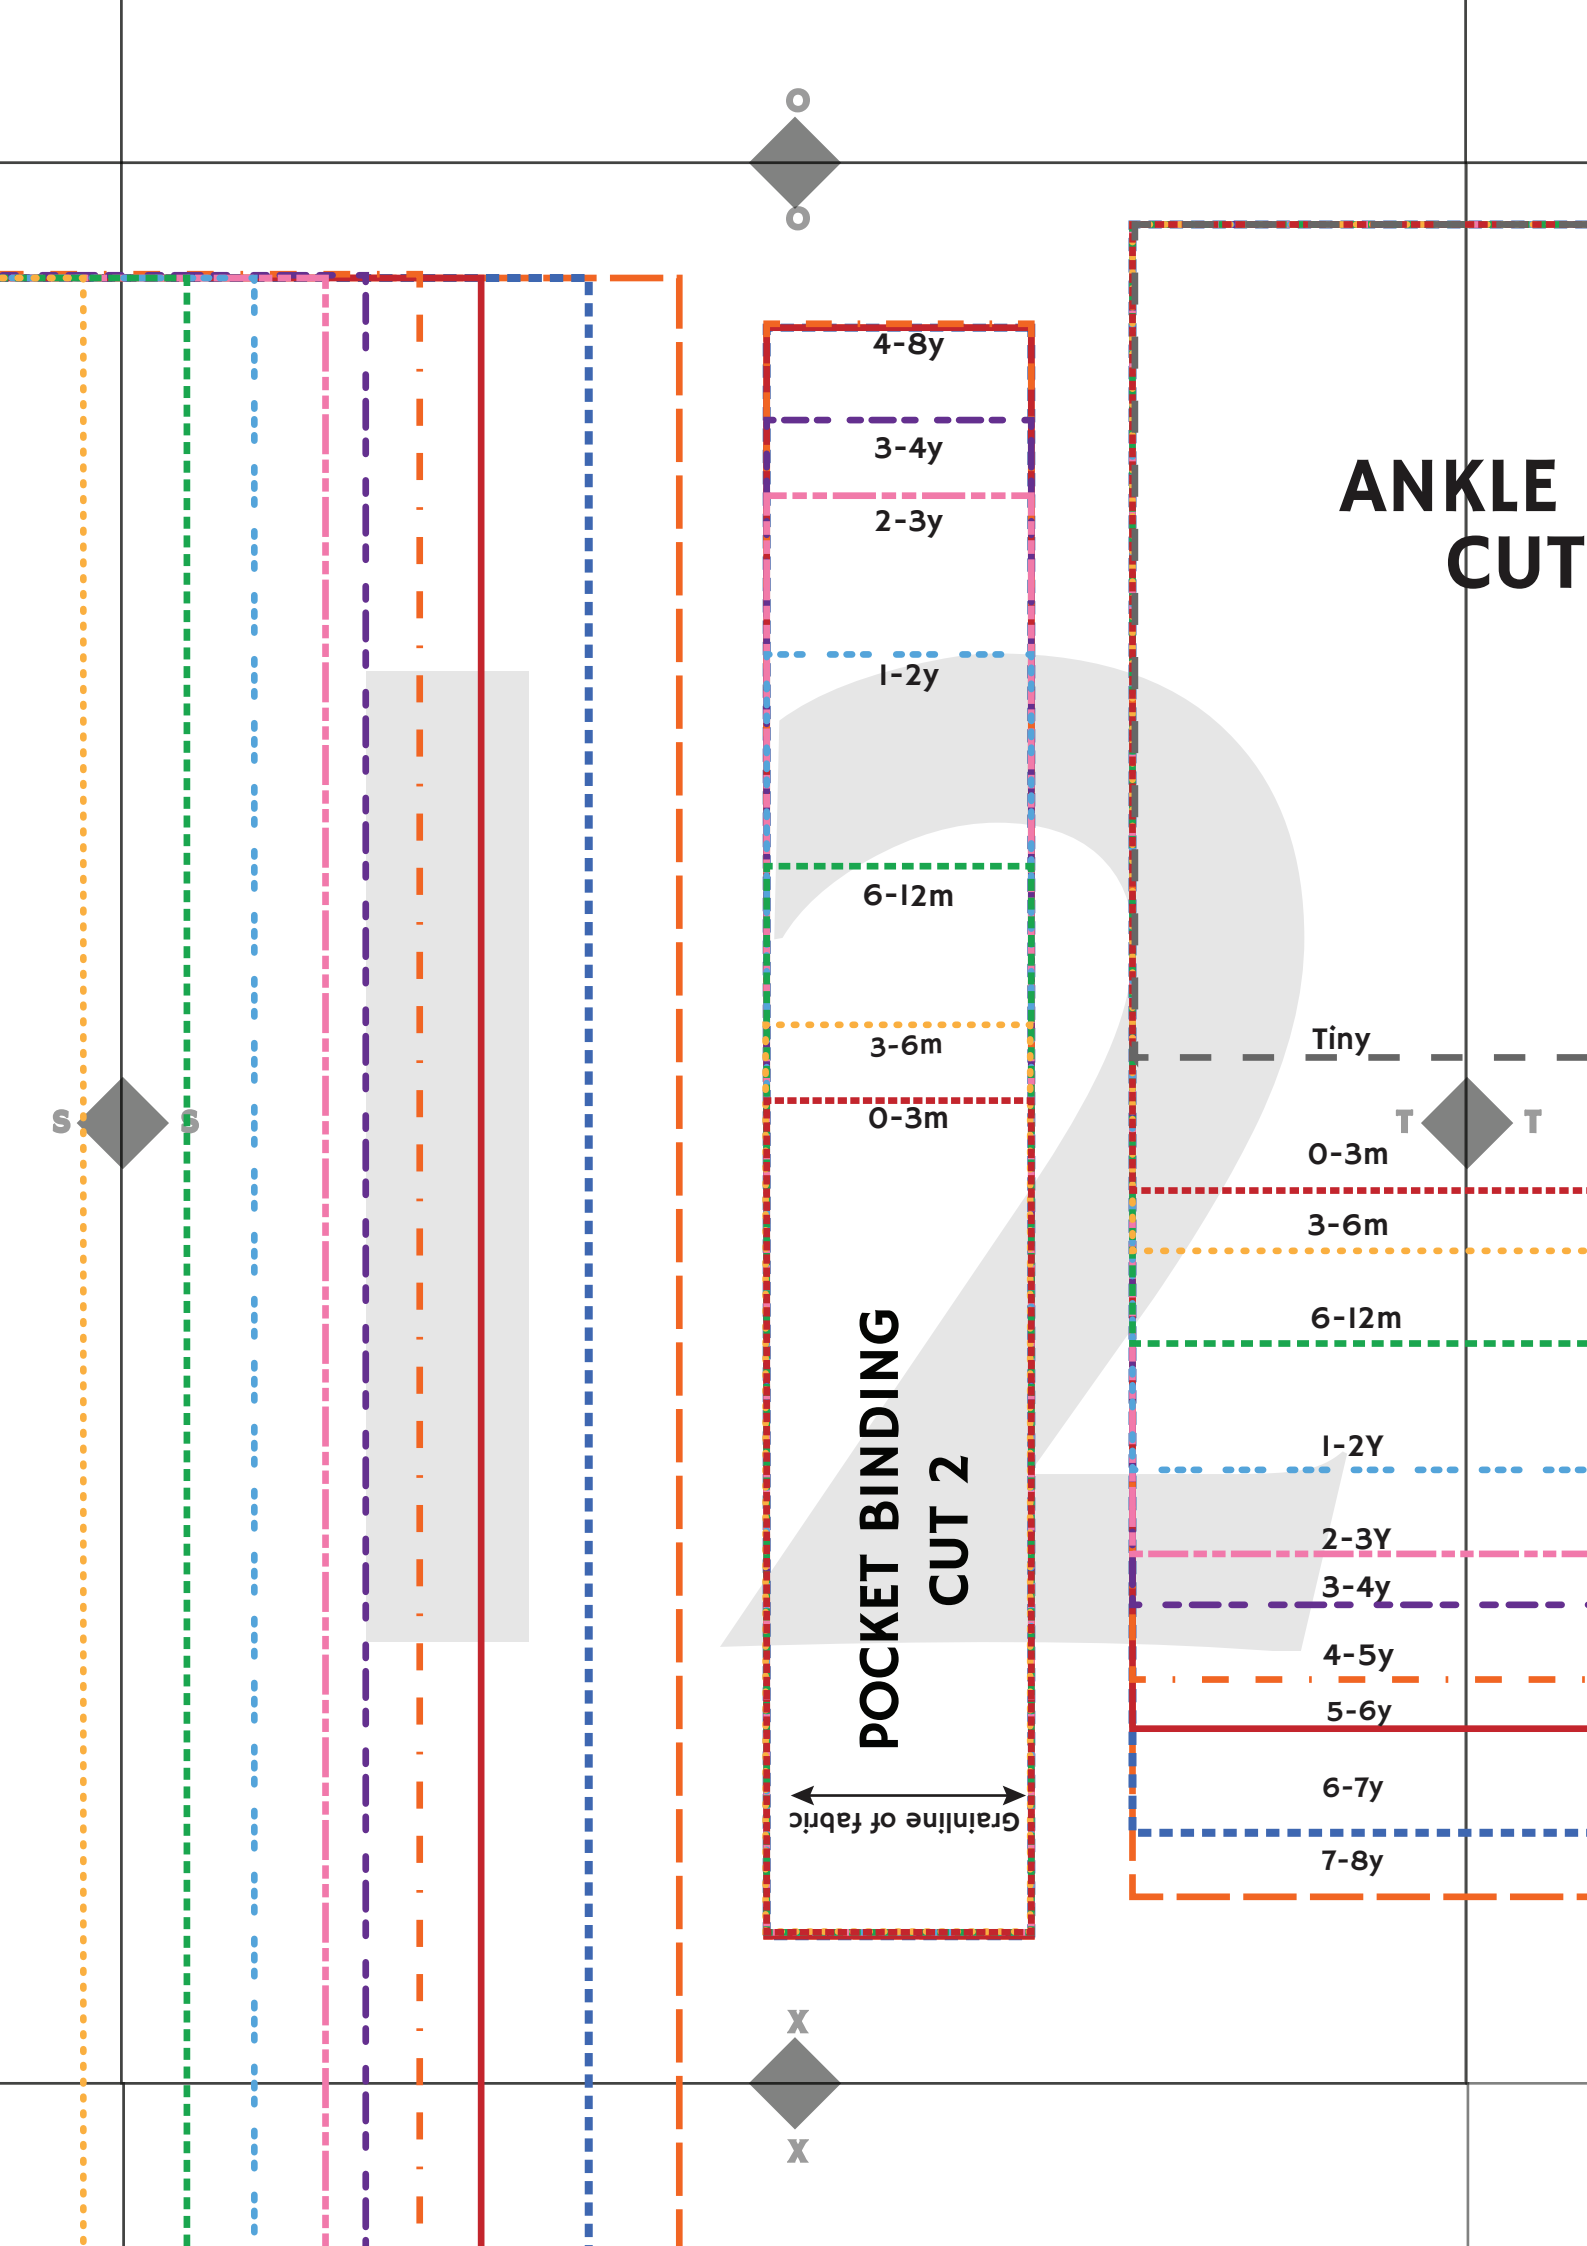 O
O
4-8y
3-4y
2-3y
1-2y
6-12m
3-6m
0-3m
POCKET BINDING
CUT 2
Grainline of fabric
ANKLE
CUT
Tiny
0-3m
3-6m
6-12m
1-2Y
2-3Y
3-4y
4-5y
5-6y
6-7y
7-8y
S S
T T
12
X
X